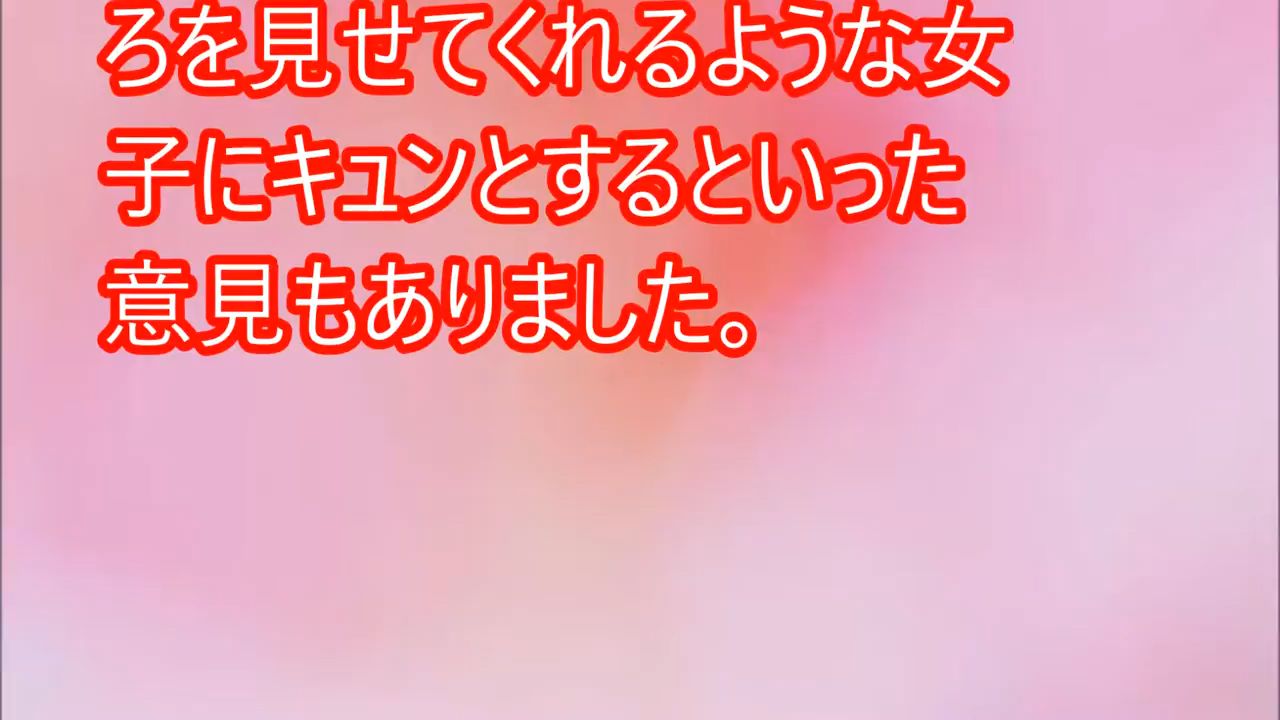 ろを見せてくれるような女
子にキュンとするといった
意見もありました。